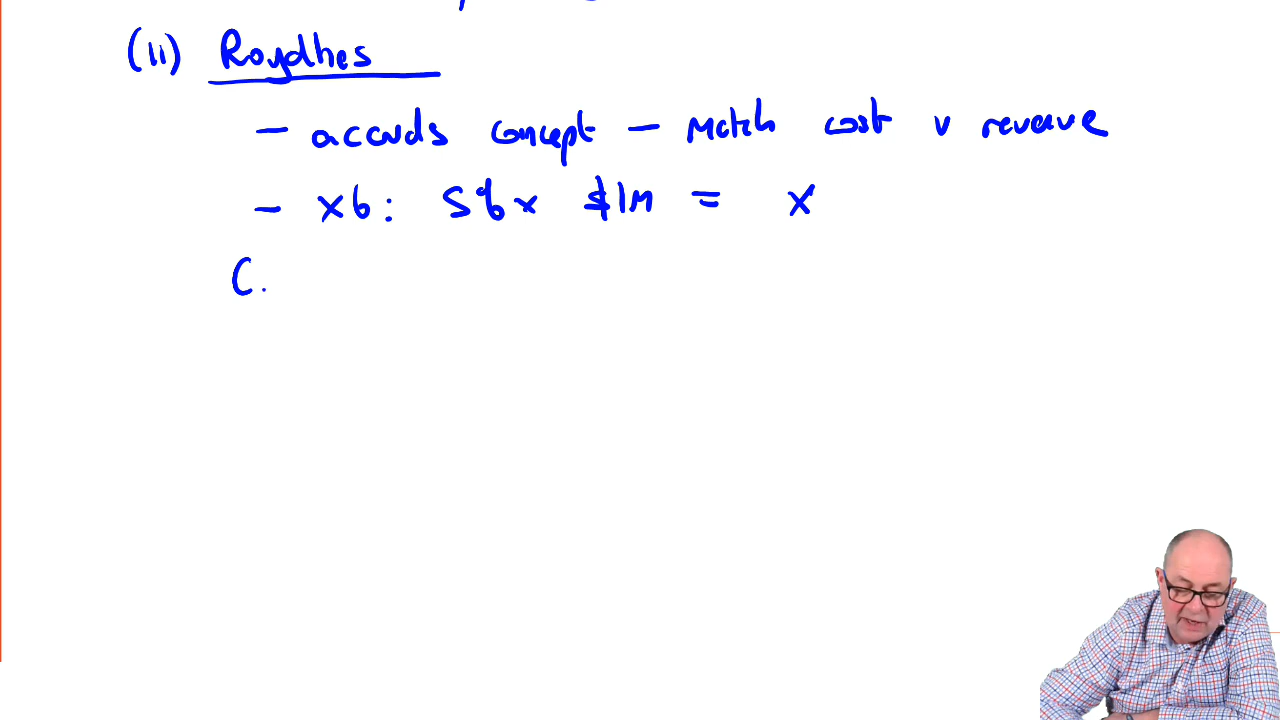 (ii) Royalties
- accruals concept - match cost v revenue
- X6: 5% x $1M = X
(.